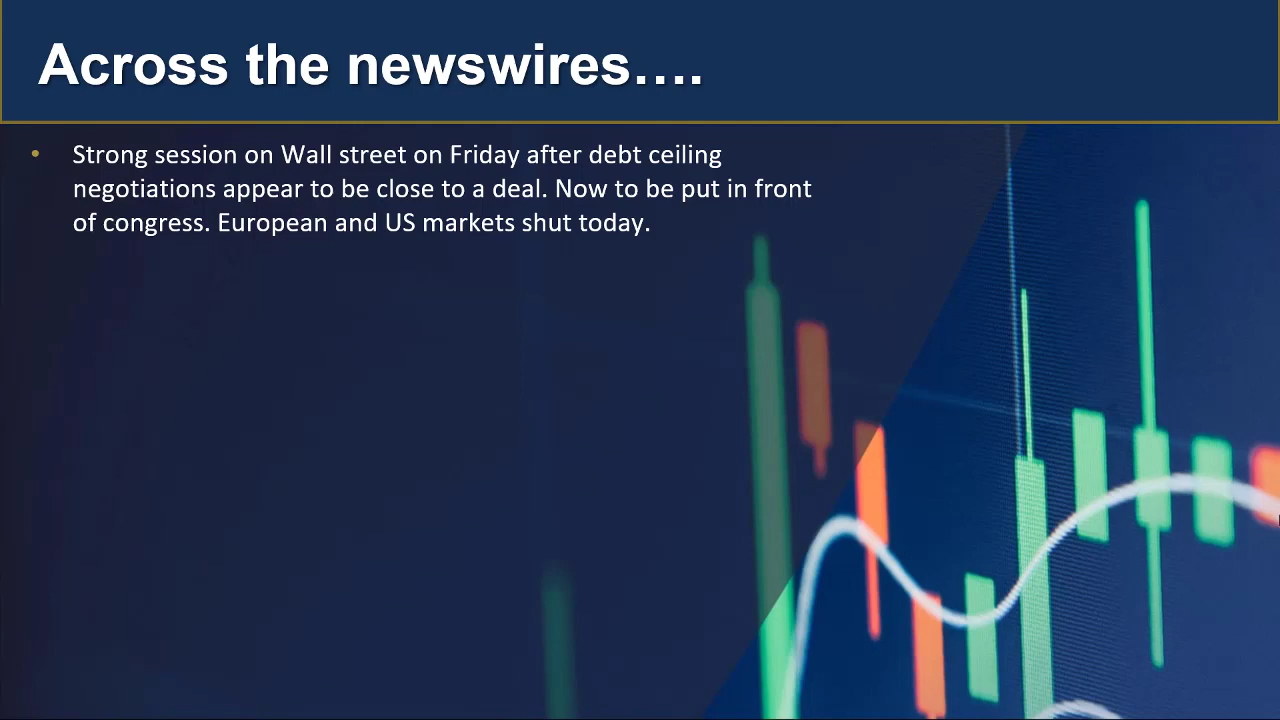 Across the newswires….
• Strong session on Wall street on Friday after debt ceiling
negotiations appear to be close to a deal. Now to be put in front
of congress. European and US markets shut today.